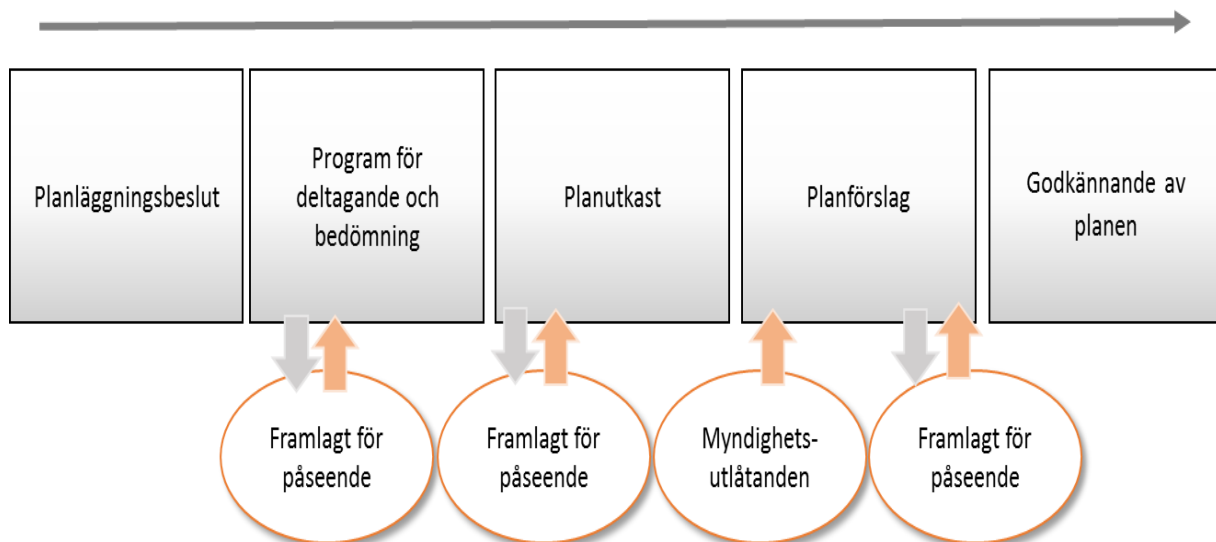 Planläggningsbeslut
Program för
deltagande och
bedömning
Planutkast
Planförslag
Godkännande av
planen
Framlagt för
påseende
Framlagt för
påseende
Myndighets-
utlåtanden
Framlagt för
påseende